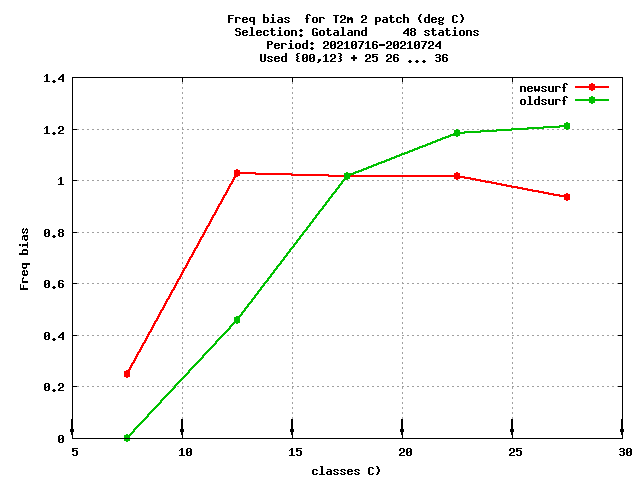 Freq bias  for T2m 2 patch (deg C)
Selection: Gotaland     48 stations
Period: 20210716-20210724
Used {00,12} + 25 26 ... 36
newsurf
oldsurf
1.4
1.2
1
0.8
0.6
0.4
0.2
0
Freq bias
5 10 15 20 25 30
classes C)